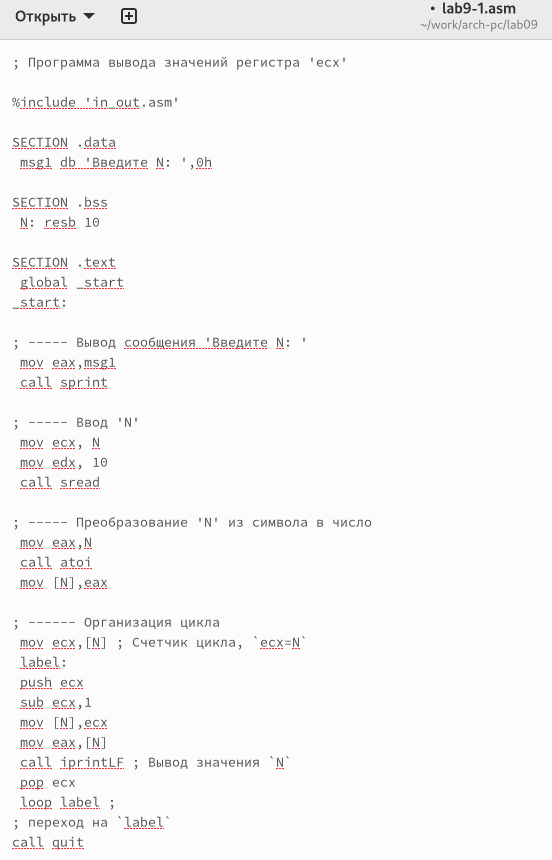 Открыть
• lab9-1.asm
~/work/arch-pc/lab09
; Программа вывода значений регистра 'ecx'
%include 'in_out.asm'
SECTION .data
msg1 db 'Введите N: ',0h
SECTION .bss
N: resb 10
SECTION .text
global _start
_start:
; ----- Вывод сообщения 'Введите N: '
mov eax,msg1
call sprint
; ----- Ввод 'N'
mov ecx, N
mov edx, 10
call sread
; ----- Преобразование 'N' из символа в число
mov eax,N
call atoi
mov [N],eax
; ------ Организация цикла
mov ecx,[N] ; Счетчик цикла, `ecx=N`
label:
push ecx
sub ecx,1
mov [N],ecx
mov eax,[N]
call iprintLF ; Вывод значения `N`
pop ecx
loop label ;
; переход на `label`
call quit